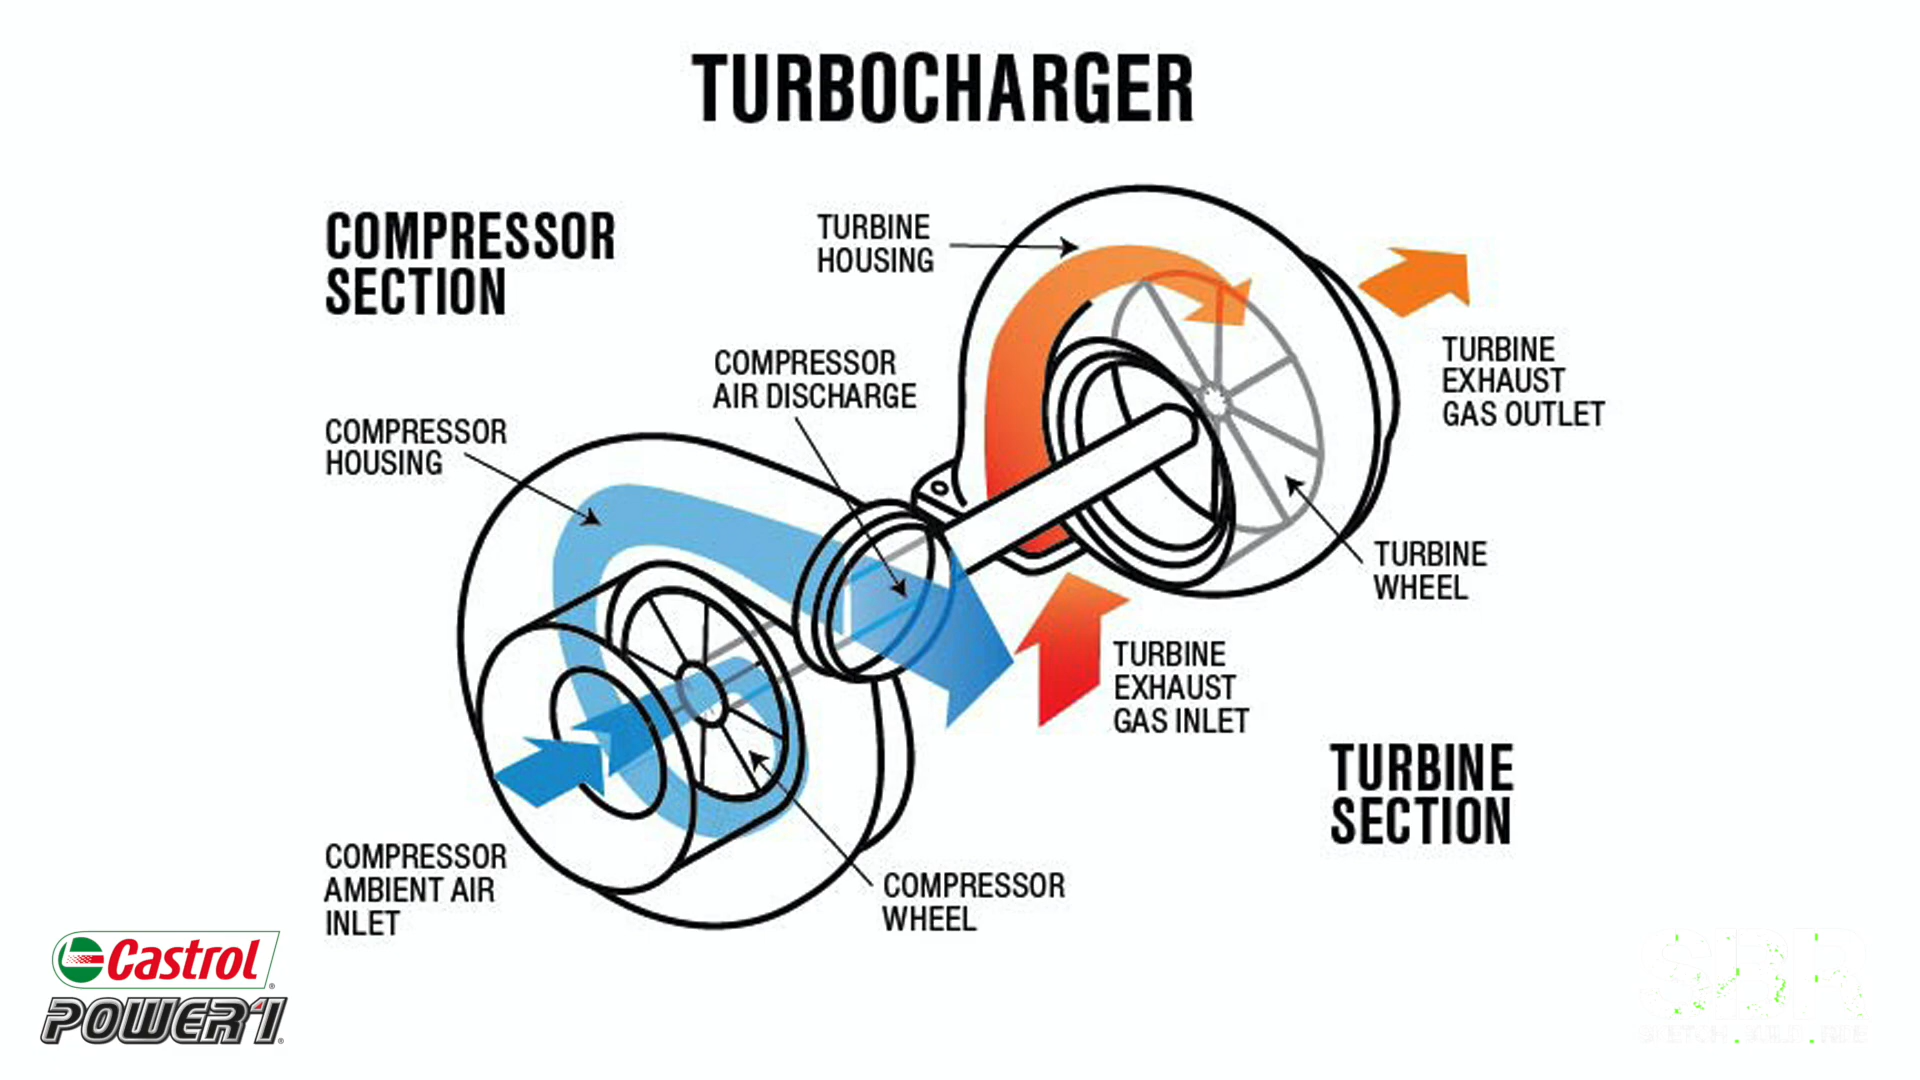 TURBOCHARGER
COMPRESSOR
SECTION
TURBINE
HOUSING
COMPRESSOR
AIR DISCHARGE
COMPRESSOR
HOUSING
TURBINE
EXHAUST
GAS OUTLET
TURBINE
WHEEL
TURBINE
EXHAUST
GAS INLET
TURBINE
SECTION
COMPRESSOR
AMBIENT AIR
INLET
COMPRESSOR
WHEEL
Castrol
POWER1